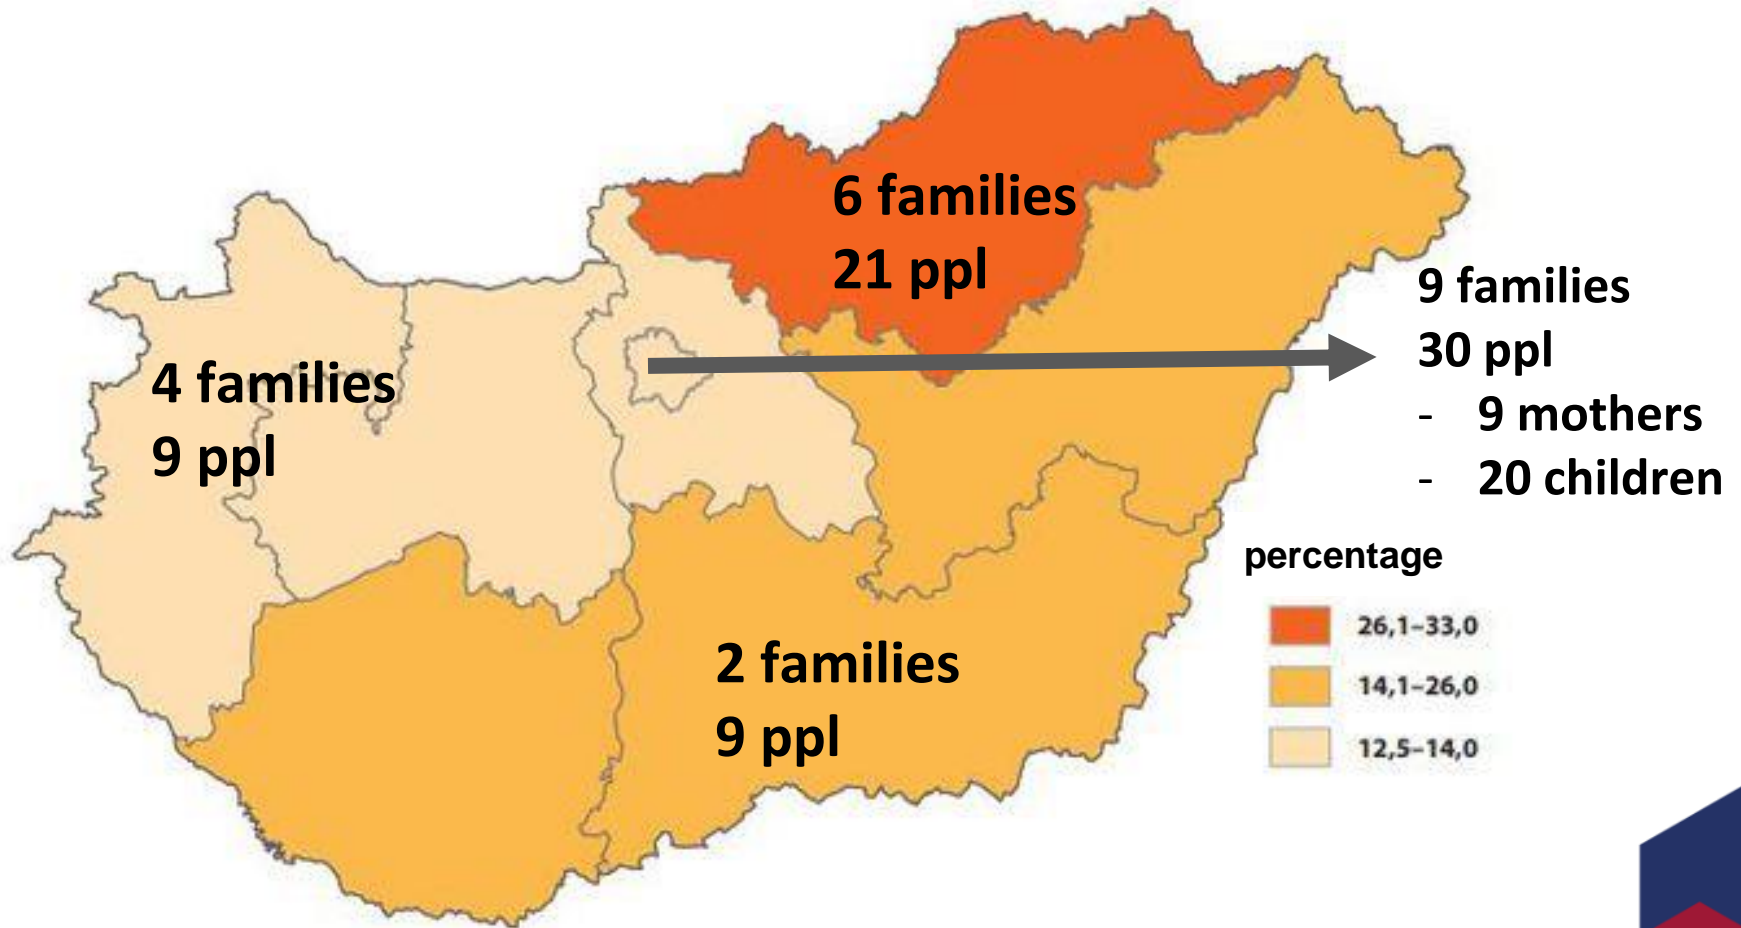 6 families
21 ppl
4 families
9 ppl
9 families
30 ppl
- 9 mothers
- 20 children
2 families
9 ppl
percentage
26,1–33,0
14,1–26,0
12,5–14,0